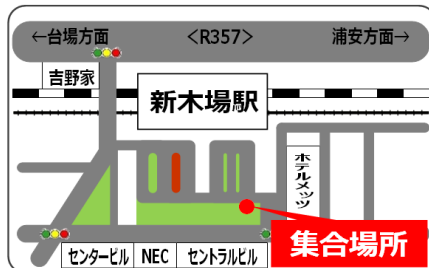 ←台場方面 <R357> 浦安方面→
吉野家
新木場駅
ホテルメッツ
集合場所
センタービル NEC セントラルビル